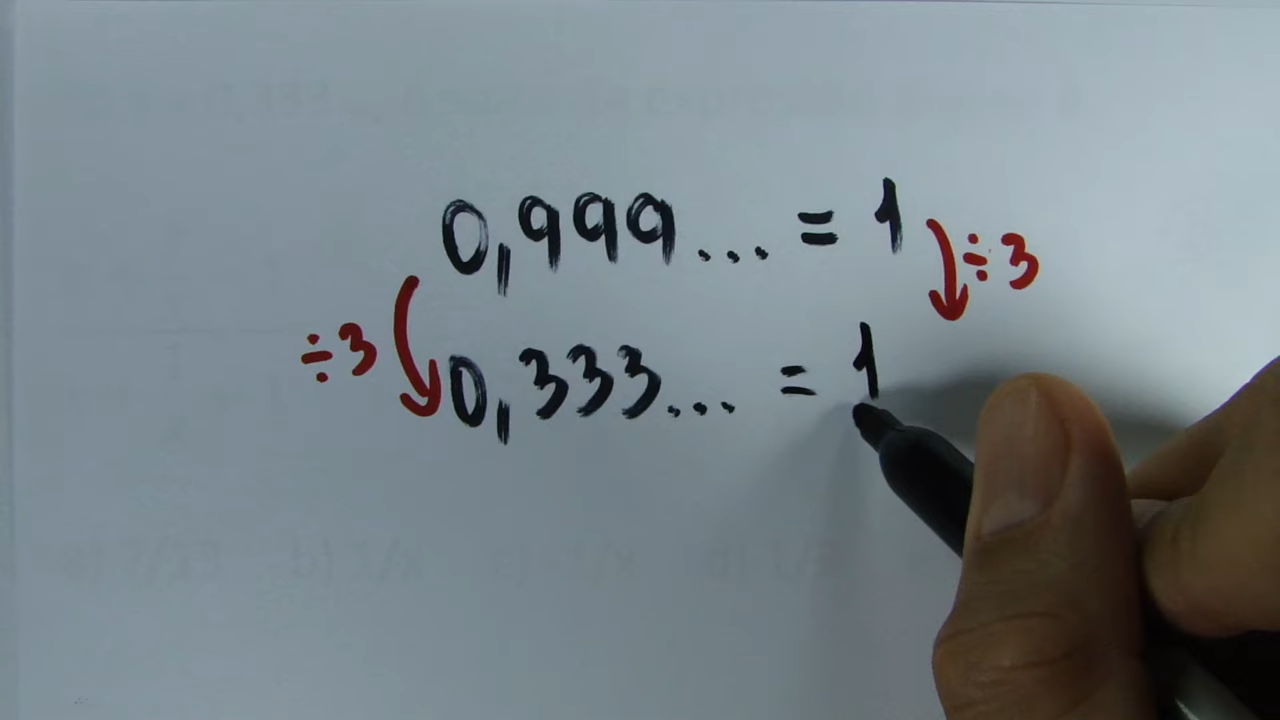 0,999... = 1
÷3
÷3
0,333... = 1